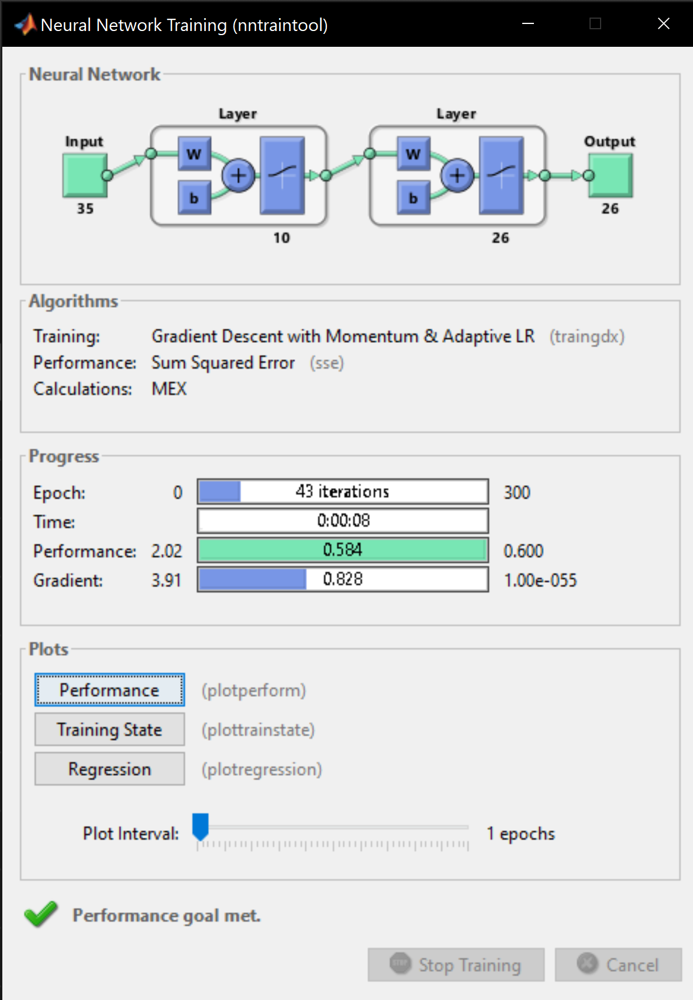 Neural Network Training (nntraintool)
Neural Network
Layer Layer
Input Output
W W
+ +
b b
35 26
10 26
Algorithms
Training: Gradient Descent with Momentum & Adaptive LR (traingdx)
Performance: Sum Squared Error (sse)
Calculations: MEX
Progress
Epoch: 0 43 iterations 300
Time: 0:00:08
Performance: 2.02 0.584 0.600
Gradient: 3.91 0.828 1.00e-055
Plots
Performance (plotperform)
Training State (plottrainstate)
Regression (plotregression)
Plot Interval: 1 epochs
Performance goal met.
STOP Stop Training Cancel